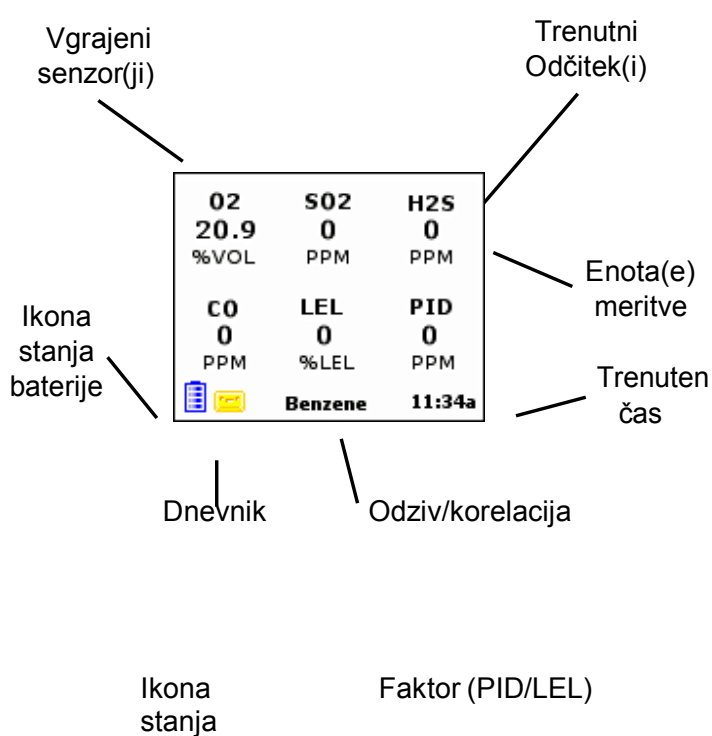 Vgrajeni
senzor(ji)
Trenutni
Odčitek(i)
O2 SO2 H2S
20.9 0 0
%VOL PPM PPM
Enota(e)
meritve
CO LEL PID
0 0 0
PPM %LEL PPM
Ikona
stanja
baterije
Trenuten
čas
Benzene 11:34a
Dnevnik Odziv/korelacija
Ikona Faktor (PID/LEL)
stanja